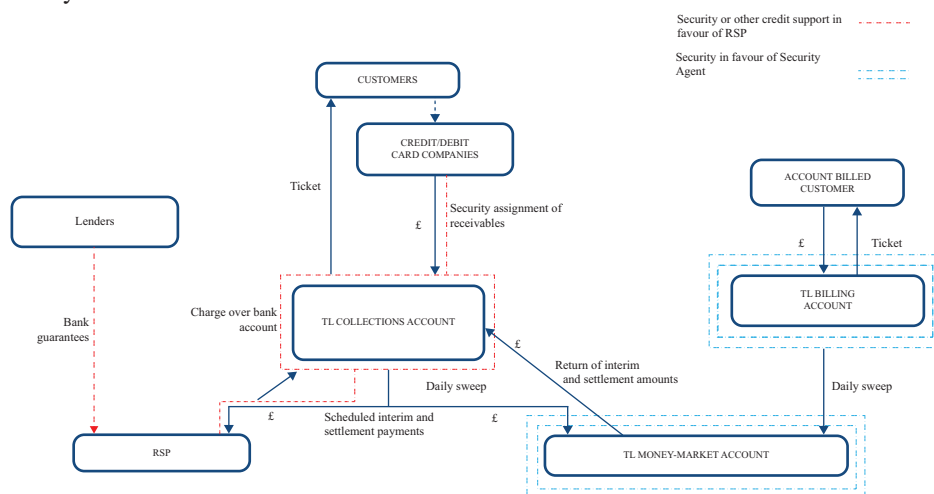 Security or other credit support in
favour of RSP
Security in favour of Security
Agent
CUSTOMERS
CREDIT/DEBIT
CARD COMPANIES
ACCOUNT BILLED
CUSTOMER
Ticket
Lenders
Security assignment of
receivables
£
£
Ticket
TL BILLING
ACCOUNT
Charge over bank
account
TL COLLECTIONS ACCOUNT
Bank
guarantees
£
Return of interim
and settlement amounts
Daily sweep
Daily sweep
£
Scheduled interim and
settlement payments
£
RSP
TL MONEY-MARKET ACCOUNT